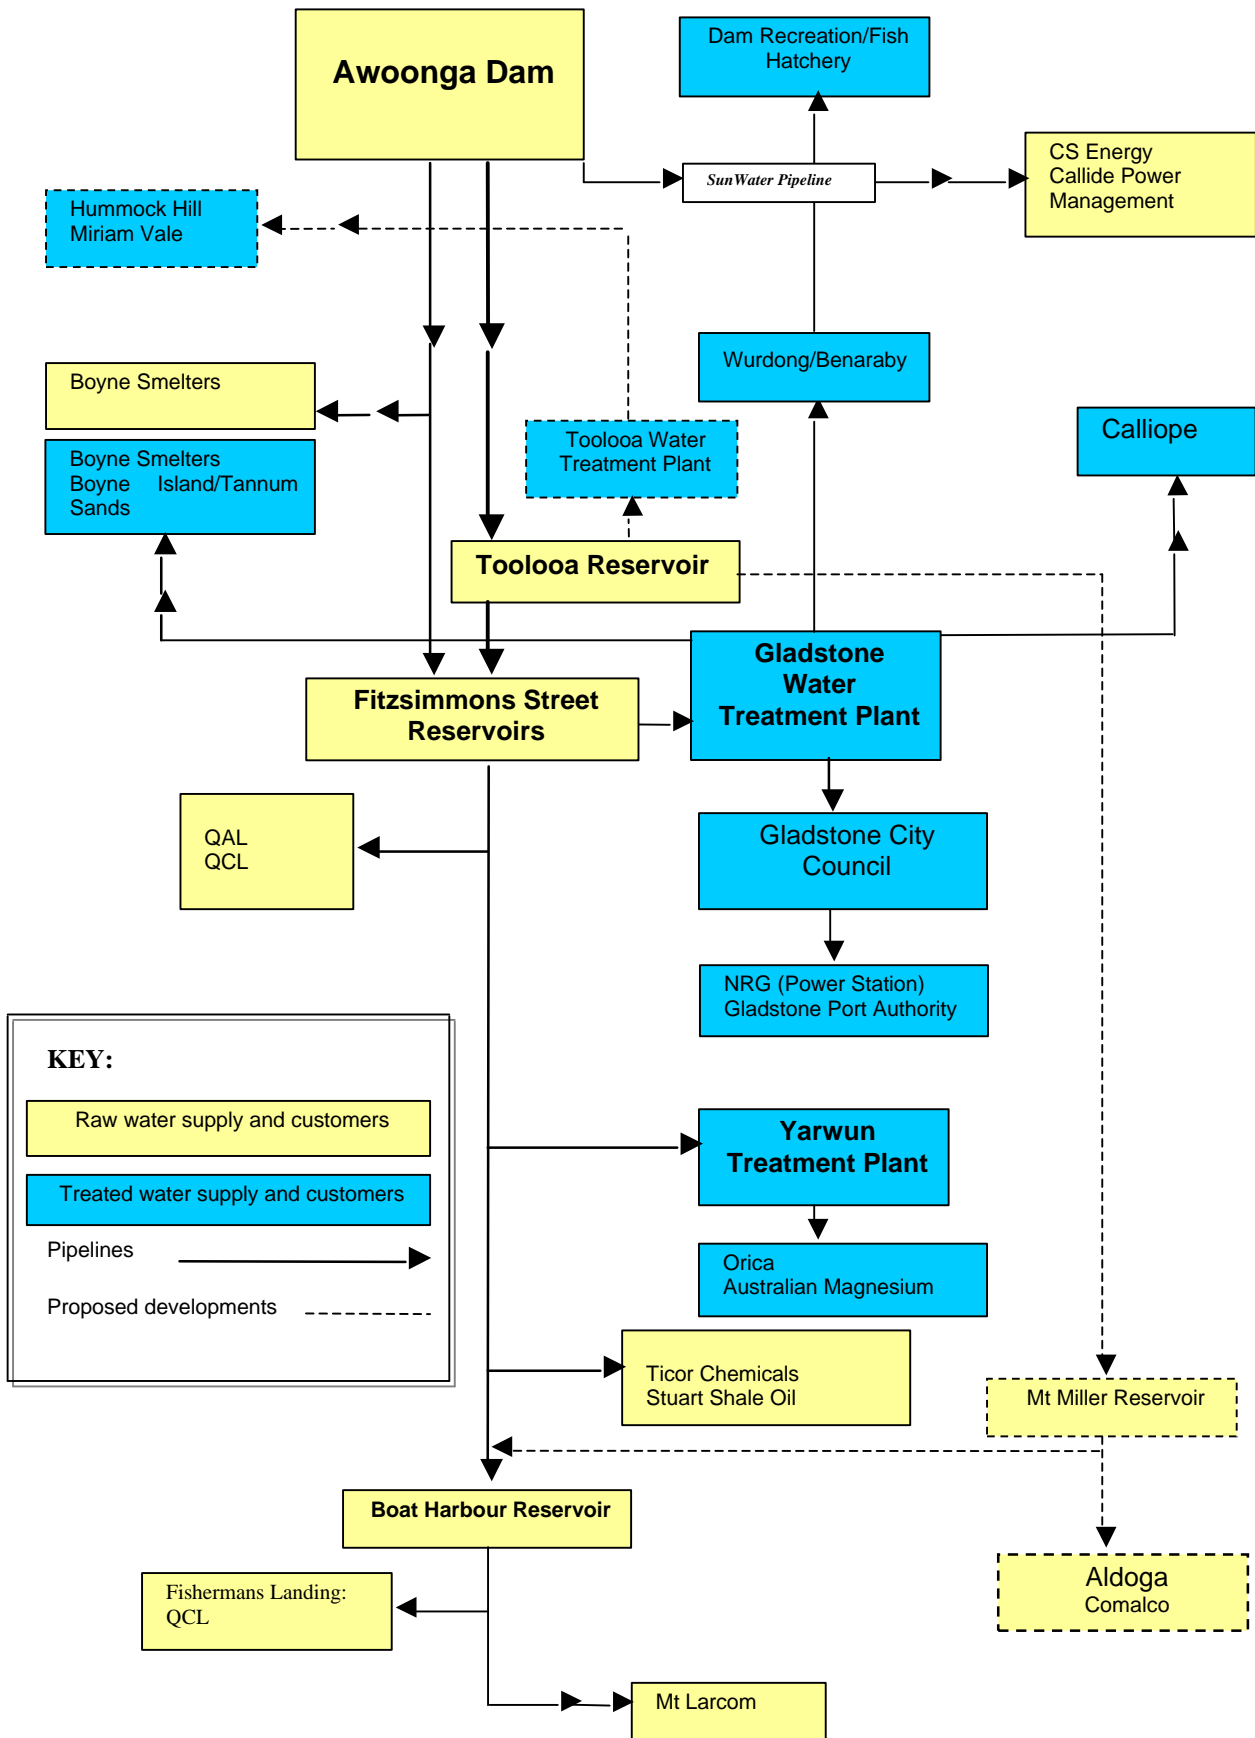 Awoonga Dam
Dam Recreation/Fish
Hatchery
SunWater Pipeline
CS Energy
Callide Power
Management
Hummock Hill
Miriam Vale
Boyne Smelters
Wurdong/Benaraby
Toolooa Water
Treatment Plant
Calliope
Boyne Smelters
Boyne Island/Tannum
Sands
Toolooa Reservoir
Gladstone
Water
Treatment Plant
Fitzsimmons Street
Reservoirs
QAL
QCL
Gladstone City
Council
NRG (Power Station)
Gladstone Port Authority
KEY:
Raw water supply and customers
Treated water supply and customers
Pipelines
Proposed developments
Yarwun
Treatment Plant
Orica
Australian Magnesium
Ticor Chemicals
Stuart Shale Oil
Mt Miller Reservoir
Boat Harbour Reservoir
Fishermans Landing:
QCL
Aldoga
Comalco
Mt Larcom